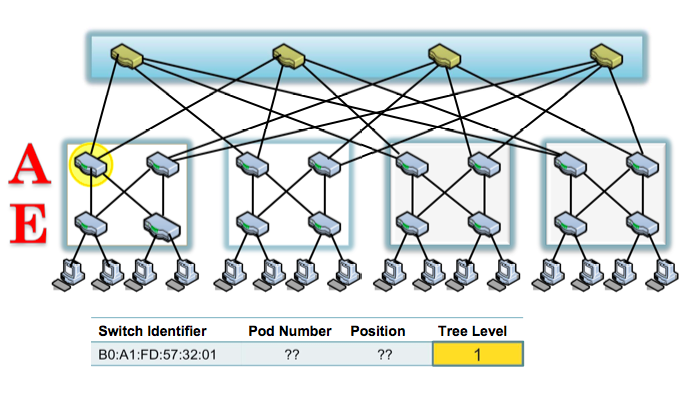 A
E
Switch Identifier Pod Number Position Tree Level
B0:A1:FD:57:32:01 ?? ?? 1